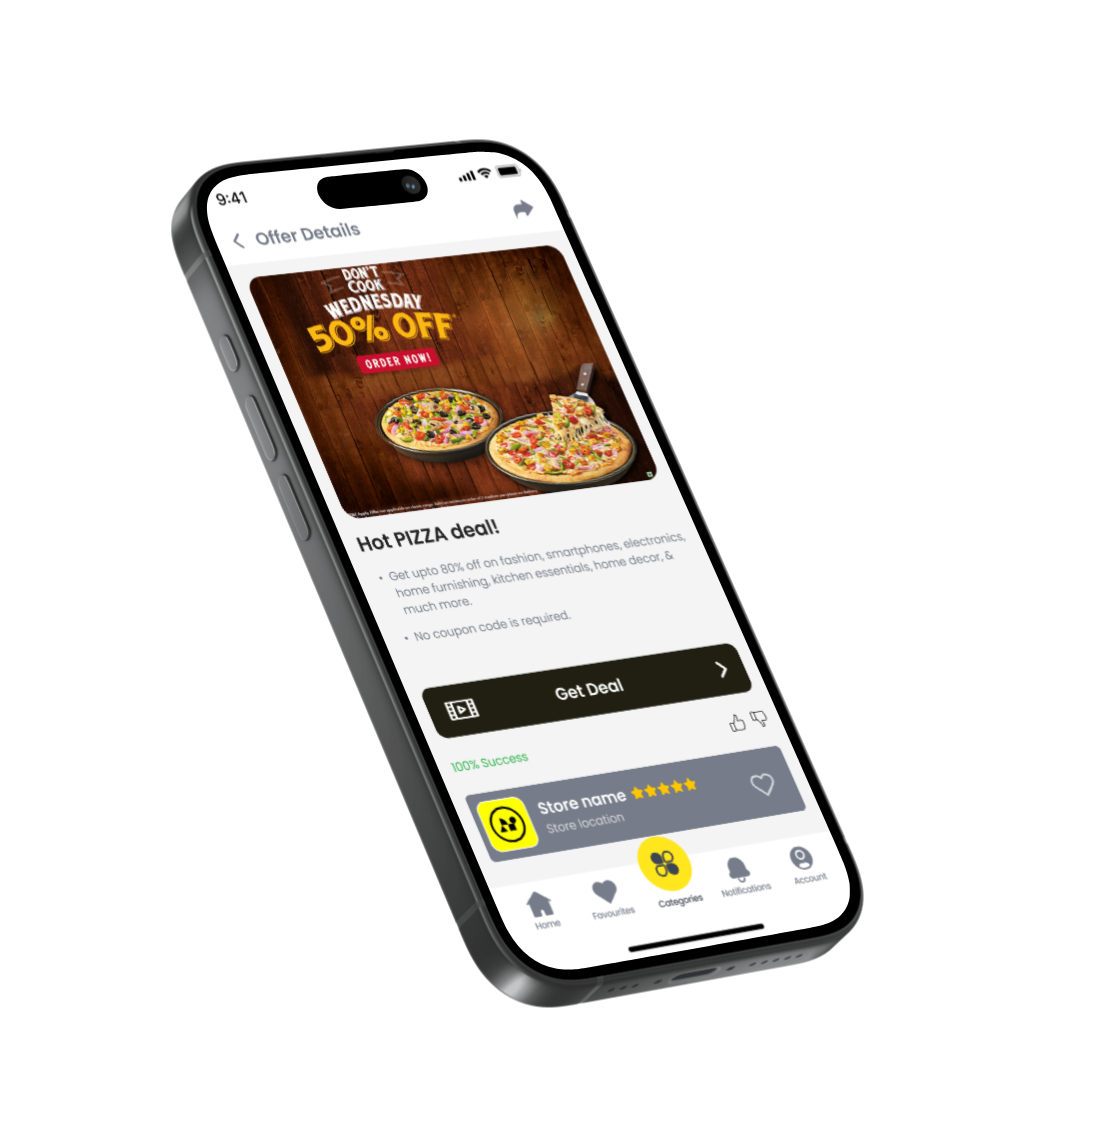 9:41
Offer Details
DON'T
COOK
WEDNESDAY
50% OFF
ORDER NOW!
Hot PIZZA deal!
• Get upto 80% off on fashion, smartphones, electronics,
home furnishing, kitchen essentials, home decor, &
much more.
• No coupon code is required.
Get Deal
100% Success
Store name
Store location
Home
Favourites
Categories
Notifications
Account